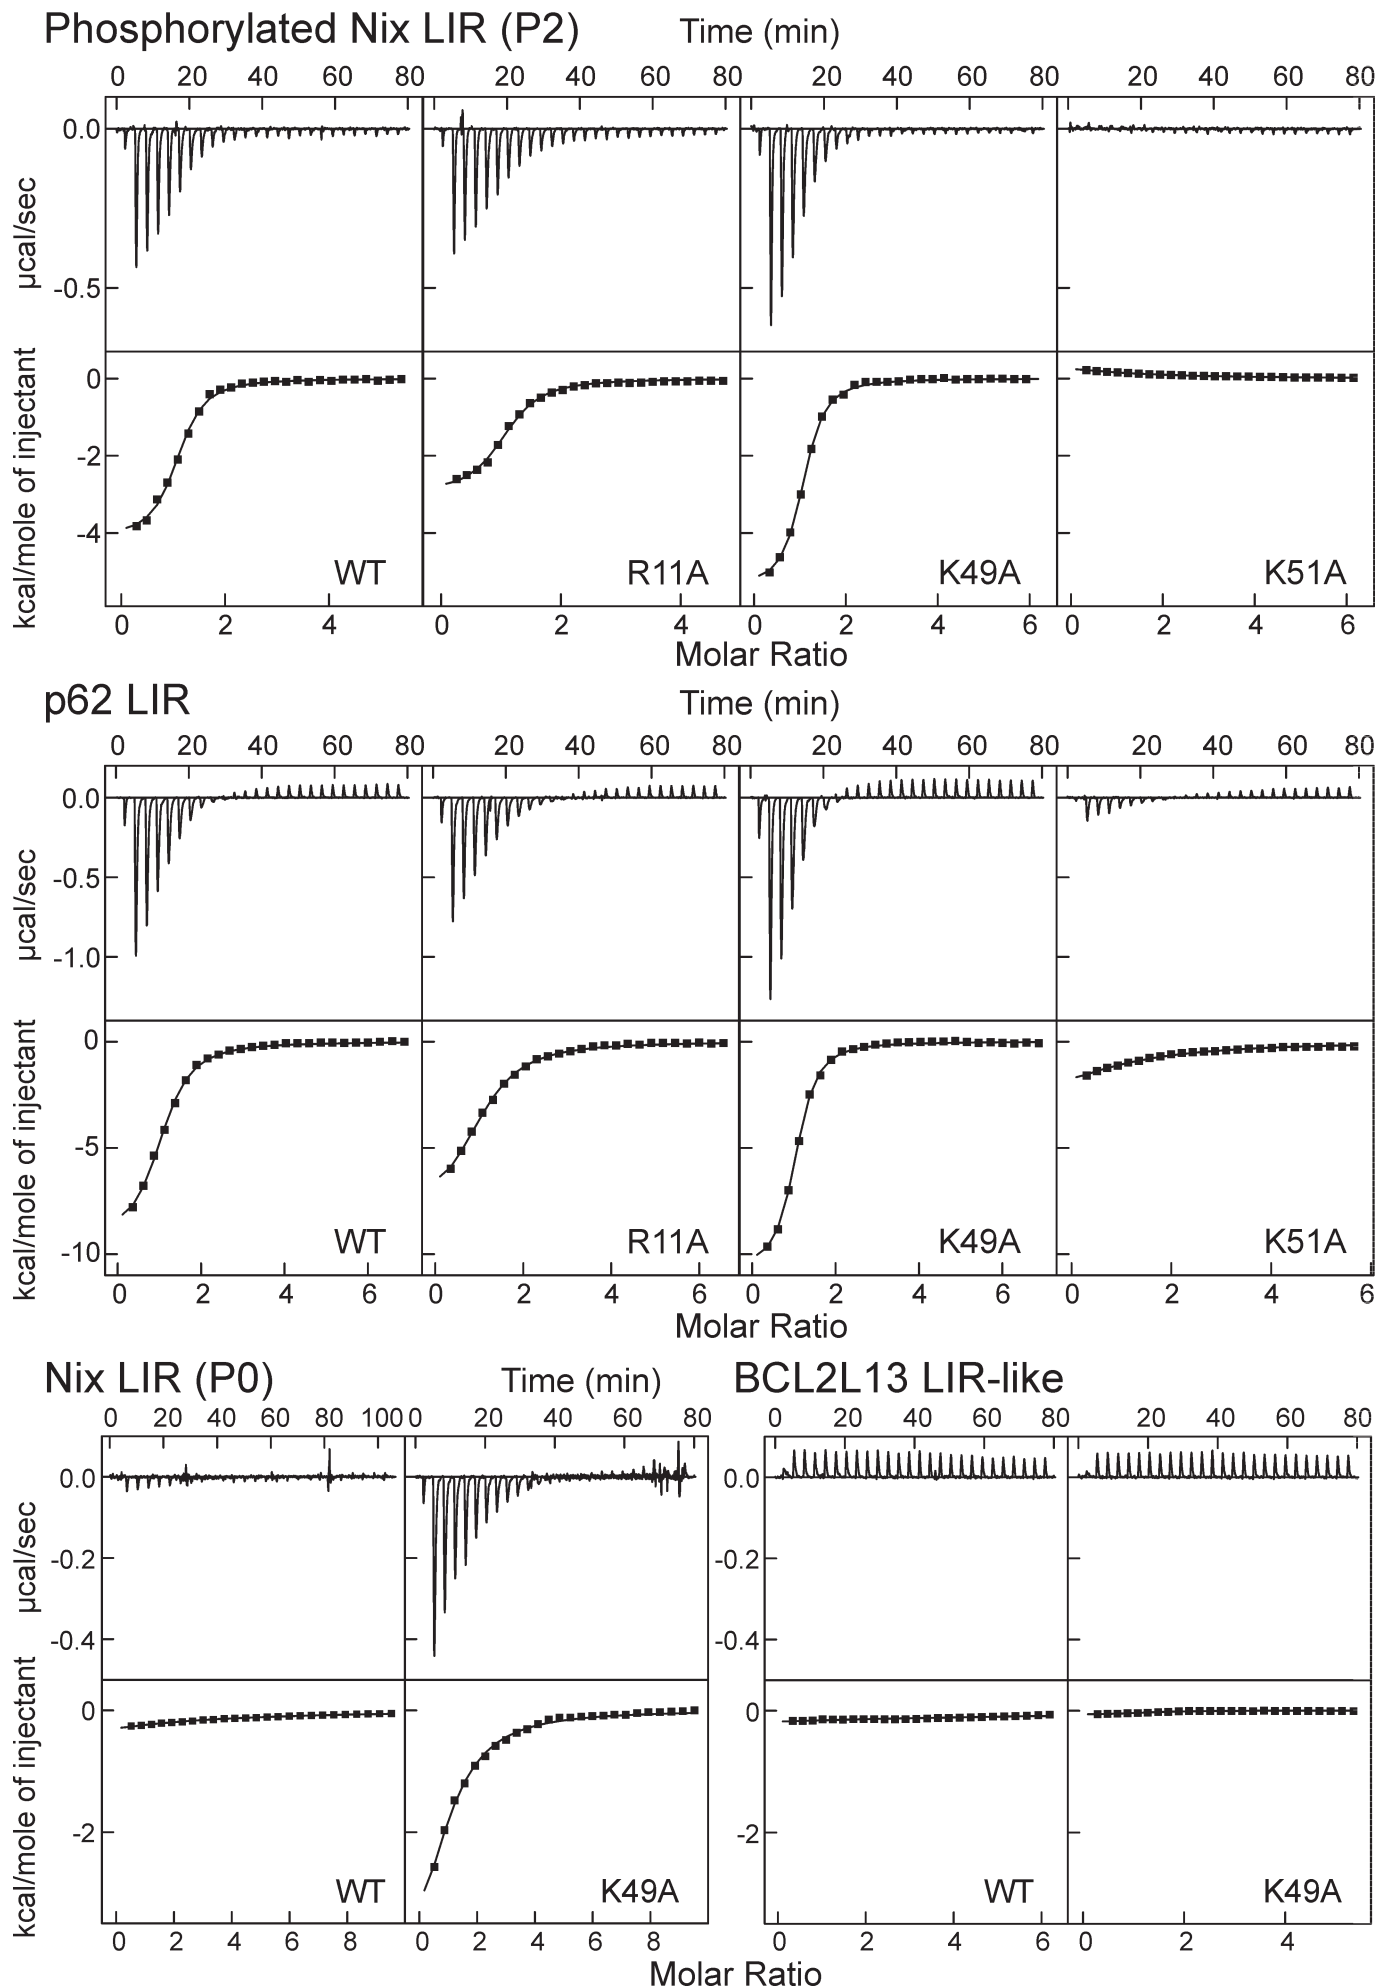 Phosphorylated Nix LIR (P2) Time (min)
0 20 40 60 80 20 40 60 80 20 40 60 80 20 40 60 80
0.0
-0.5
µcal/sec
0
-2
-4
kcal/mole of injectant
WT R11A K49A K51A
0 2 4 0 2 4 0 2 4 6 0 2 4 6
Molar Ratio
p62 LIR Time (min)
0 20 40 60 80 20 40 60 80 20 40 60 80 20 40 60 80
0.0
-0.5
-1.0
µcal/sec
0
-5
-10
kcal/mole of injectant
WT R11A K49A K51A
0 2 4 6 0 2 4 6 0 2 4 6 0 2 4 6
Molar Ratio
Nix LIR (P0) Time (min) BCL2L13 LIR-like
0 20 40 60 80 100 0 20 40 60 80 0 20 40 60 80 20 40 60 80
0.0 0.0
-0.2 -0.2
-0.4 -0.4
µcal/sec
0 0
-2 -2
kcal/mole of injectant
WT K49A WT K49A
0 2 4 6 8 0 2 4 6 8 0 2 4 6 0 2 4
Molar Ratio